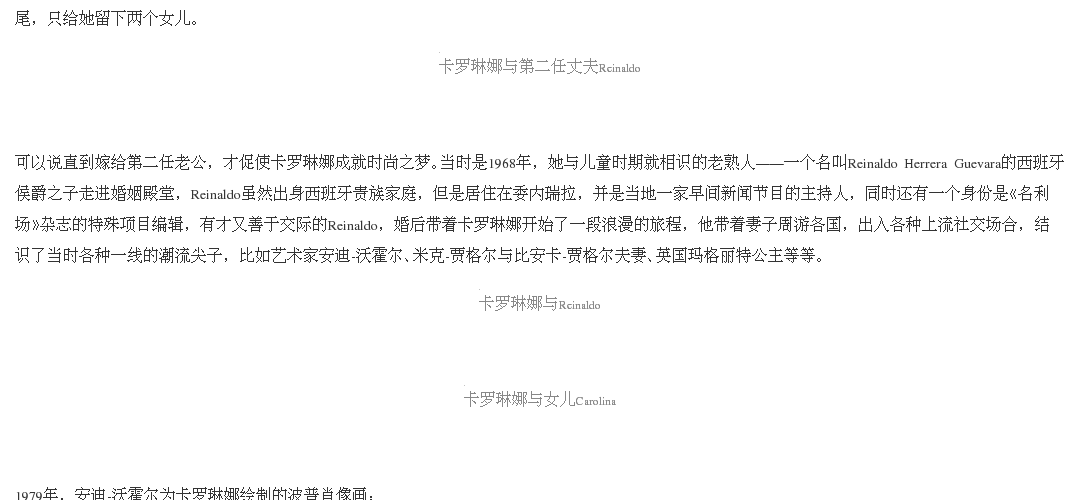 尾，只给她留下两个女儿。
卡罗琳娜与第二任丈夫Reinaldo
可以说直到嫁给第二任老公，才促使卡罗琳娜成就时尚之梦。当时是1968年，她与儿童时期就相识的老熟人——一个名叫Reinaldo Herrera Guevara的西班牙
侯爵之子走进婚姻殿堂，Reinaldo虽然出身西班牙贵族家庭，但是居住在委内瑞拉，并是当地一家早间新闻节目的主持人，同时还有一个身份是《名利
场》杂志的特殊项目编辑，有才又善于交际的Reinaldo，婚后带着卡罗琳娜开始了一段浪漫的旅程，他带着妻子周游各国，出入各种上流社交场合，结
识了当时各种一线的潮流尖子，比如艺术家安迪-沃霍尔、米克-贾格尔与比安卡-贾格尔夫妻、英国玛格丽特公主等等。
卡罗琳娜与Reinaldo
卡罗琳娜与女儿Carolina
1979年，安迪-沃霍尔为卡罗琳娜绘制的波普肖像画；